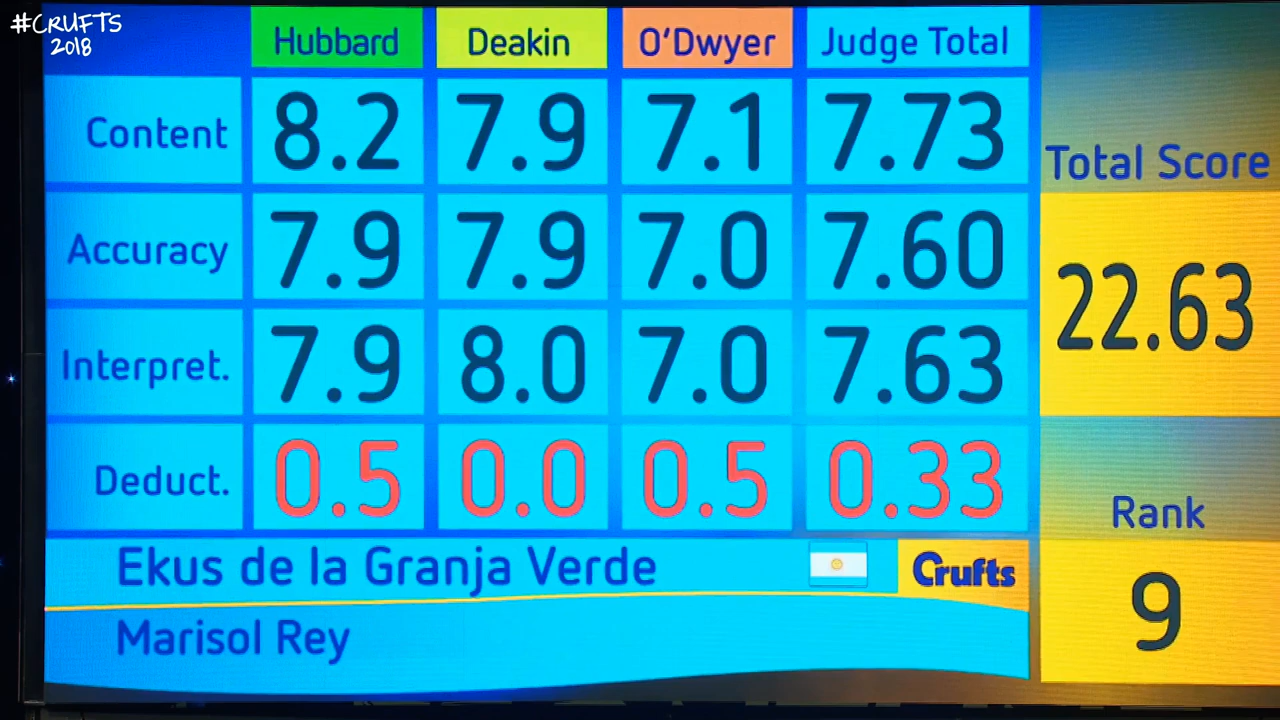 #CRUFTS
2018
Hubbard Deakin O'Dwyer Judge Total
Content 8.2 7.9 7.1 7.73
Total Score
Accuracy 7.9 7.9 7.0 7.60
22.63
Interpret. 7.9 8.0 7.0 7.63
Deduct. 0.5 0.0 0.5 0.33
Rank
9
Ekus de la Granja Verde
Crufts
Marisol Rey